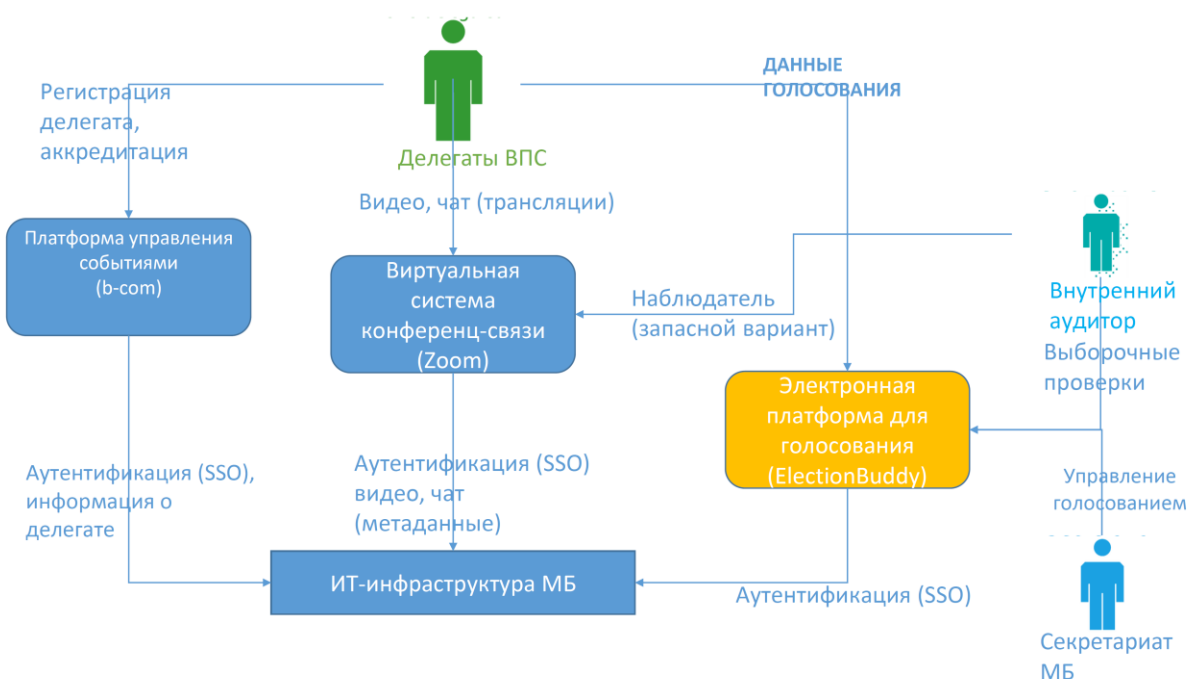 ДАННЫЕ
ГОЛОСОВАНИЯ
Регистрация
делегата,
аккредитация
Делегаты ВПС
Видео, чат (трансляции)
Платформа управления
событиями
(b-com)
Виртуальная
система
конференц-связи
(Zoom)
Наблюдатель
(запасной вариант)
Внутренний
аудитор
Выборочные
проверки
Электронная
платформа для
голосования
(ElectionBuddy)
Аутентификация (SSO),
информация о
делегате
Аутентификация (SSO)
видео, чат
(метаданные)
Управление
голосованием
ИТ-инфраструктура МБ
Аутентификация (SSO)
Секретариат
МБ